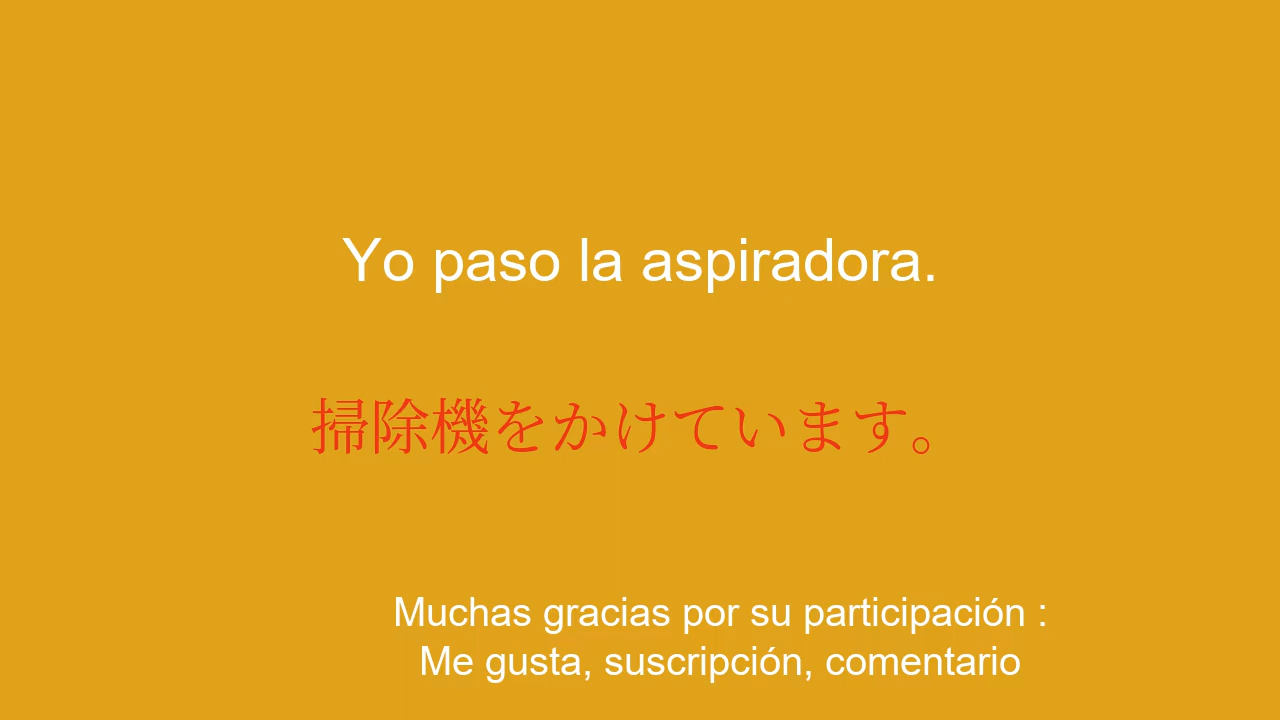 Yo paso la aspiradora.
掃除機をかけています。
Muchas gracias por su participación :
Me gusta, suscripción, comentario